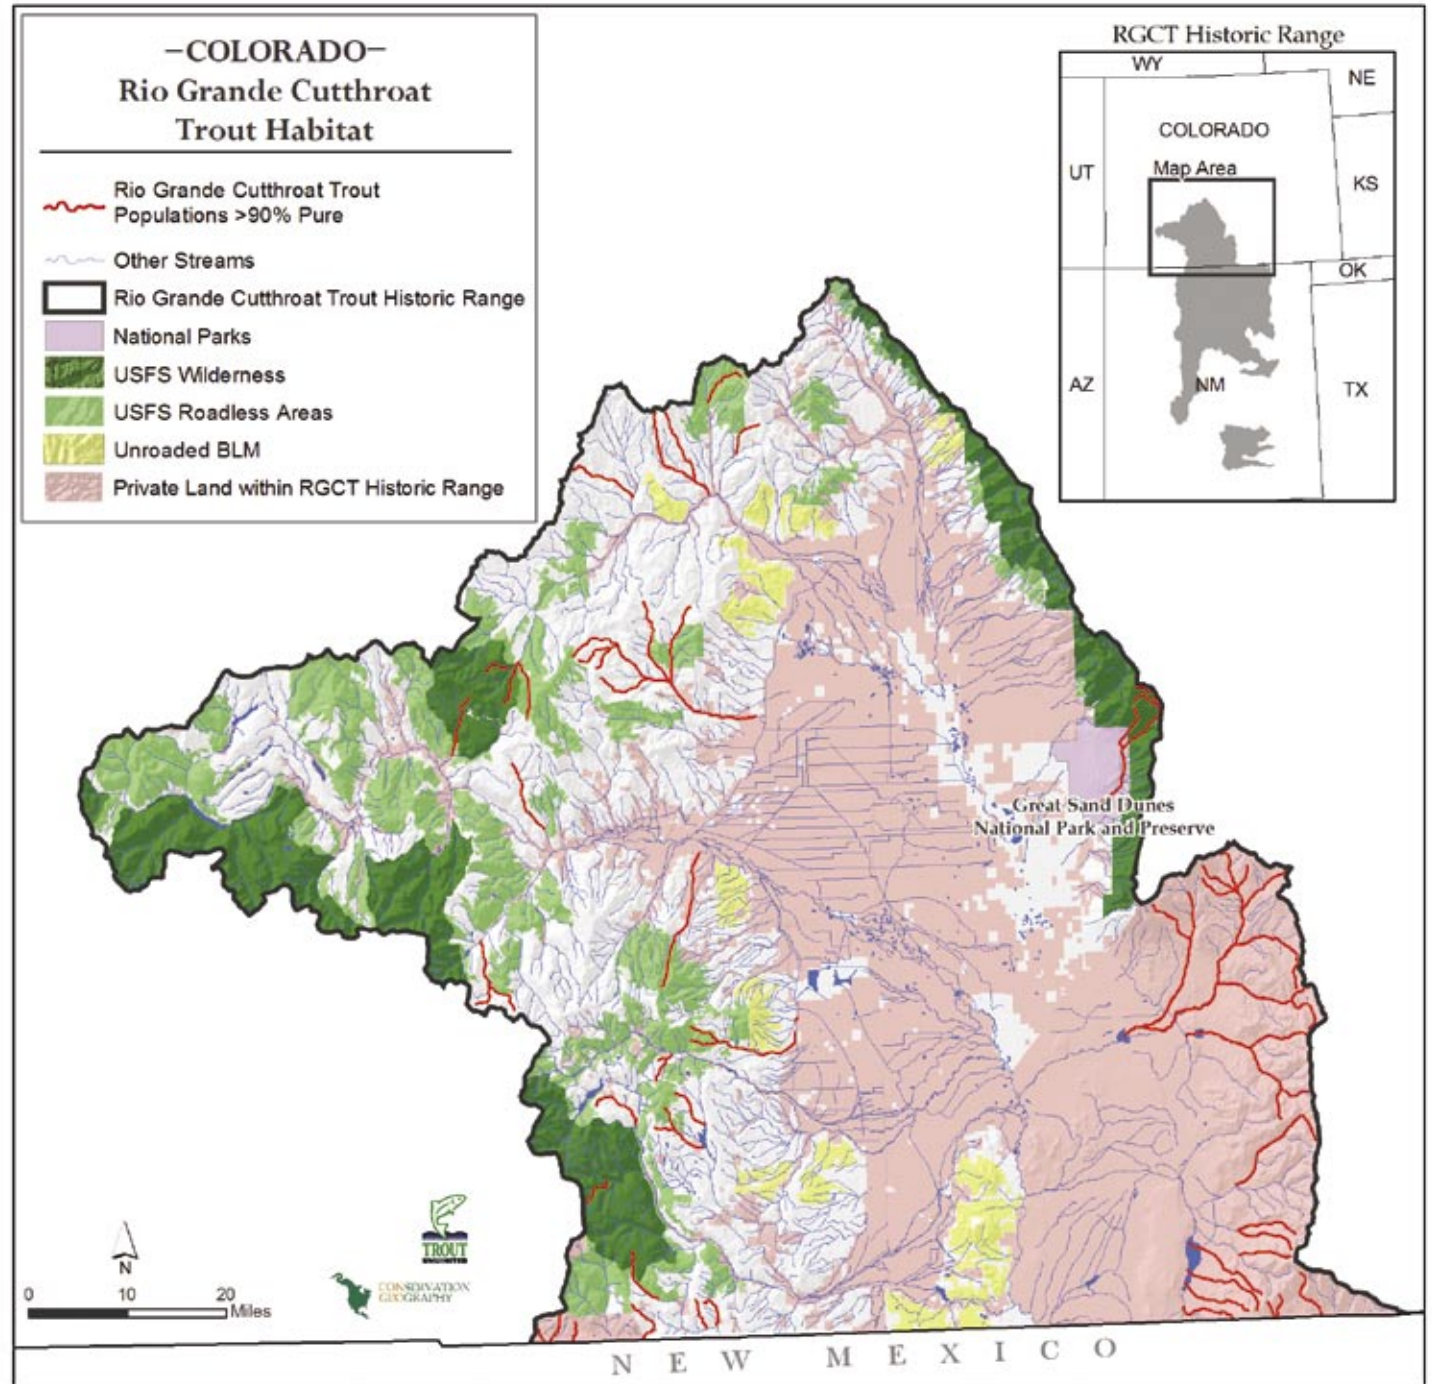 –COLORADO–
Rio Grande Cutthroat
Trout Habitat
Rio Grande Cutthroat Trout
Populations >90% Pure
Other Streams
Rio Grande Cutthroat Trout Historic Range
National Parks
USFS Wilderness
USFS Roadless Areas
Unroaded BLM
Private Land within RGCT Historic Range
RGCT Historic Range
WY
NE
COLORADO
UT
Map Area
KS
OK
AZ
NM
TX
Great Sand Dunes
National Park and Preserve
N
0 10 20
Miles
TROUT
CONSERVATION
GEOGRAPHY
NEW MEXICO